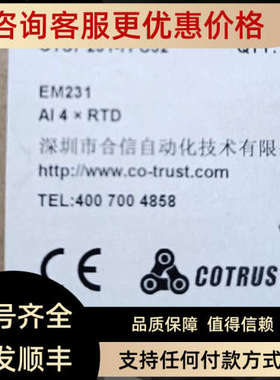 咨询客服更优惠价格
EM231
AI 4 × RTD
深圳市合信自动化技术有限
http://www.co-trust.com
TEL:400 700 4858
CE
COTRUS
号齐全
品质保障 值得信赖
发顺丰
支持任何付款方式